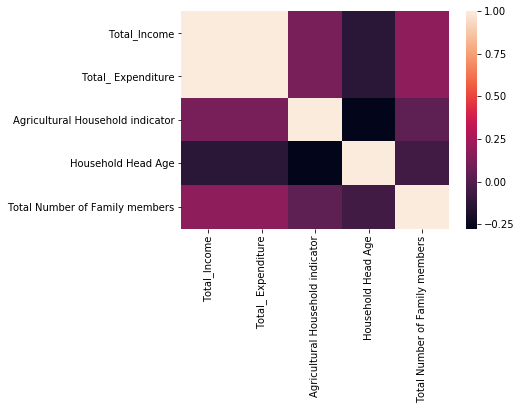 Total_Income
Total_ Expenditure
Agricultural Household indicator
Household Head Age
Total Number of Family members
1.00
0.75
0.50
0.25
0.00
−0.25
Total_Income
Total_ Expenditure
Agricultural Household indicator
Household Head Age
Total Number of Family members